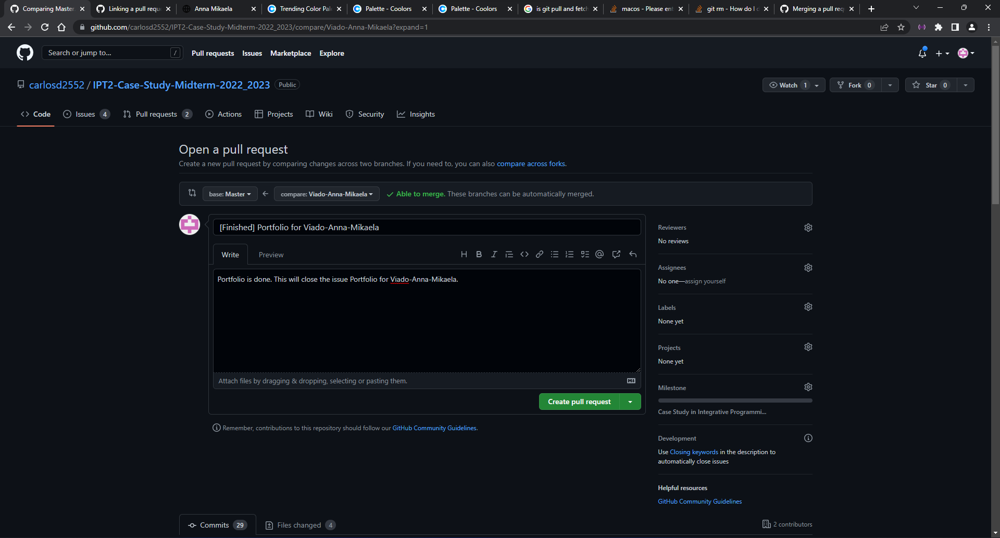 Comparing Master
Linking a pull requ
Anna Mikaela
Trending Color Pal
Palette - Coolors
Palette - Coolors
is git pull and fetch
macos - Please ent
git rm - How do I
Merging a pull req
github.com/carlosd2552/IPT2-Case-Study-Midterm-2022_2023/compare/Viado-Anna-Mikaela?expand=1
Search or jump to...
/
Pull requests
Issues
Marketplace
Explore
carlosd2552 / IPT2-Case-Study-Midterm-2022_2023
Public
Watch 1
Fork 0
Star 0
Code
Issues 4
Pull requests 2
Actions
Projects
Wiki
Security
Insights
Open a pull request
Create a new pull request by comparing changes across two branches. If you need to, you can also compare across forks.
base: Master
compare: Viado-Anna-Mikaela
Able to merge. These branches can be automatically merged.
[Finished] Portfolio for Viado-Anna-Mikaela
Write
Preview
Portfolio is done. This will close the issue Portfolio for Viado-Anna-Mikaela.
Attach files by dragging & dropping, selecting or pasting them.
Create pull request
Remember, contributions to this repository should follow our GitHub Community Guidelines.
Reviewers
No reviews
Assignees
No one—assign yourself
Labels
None yet
Projects
None yet
Milestone
Case Study in Integrative Programmi...
Development
Use Closing keywords in the description to
automatically close issues
Helpful resources
GitHub Community Guidelines
Commits 29
Files changed 4
2 contributors